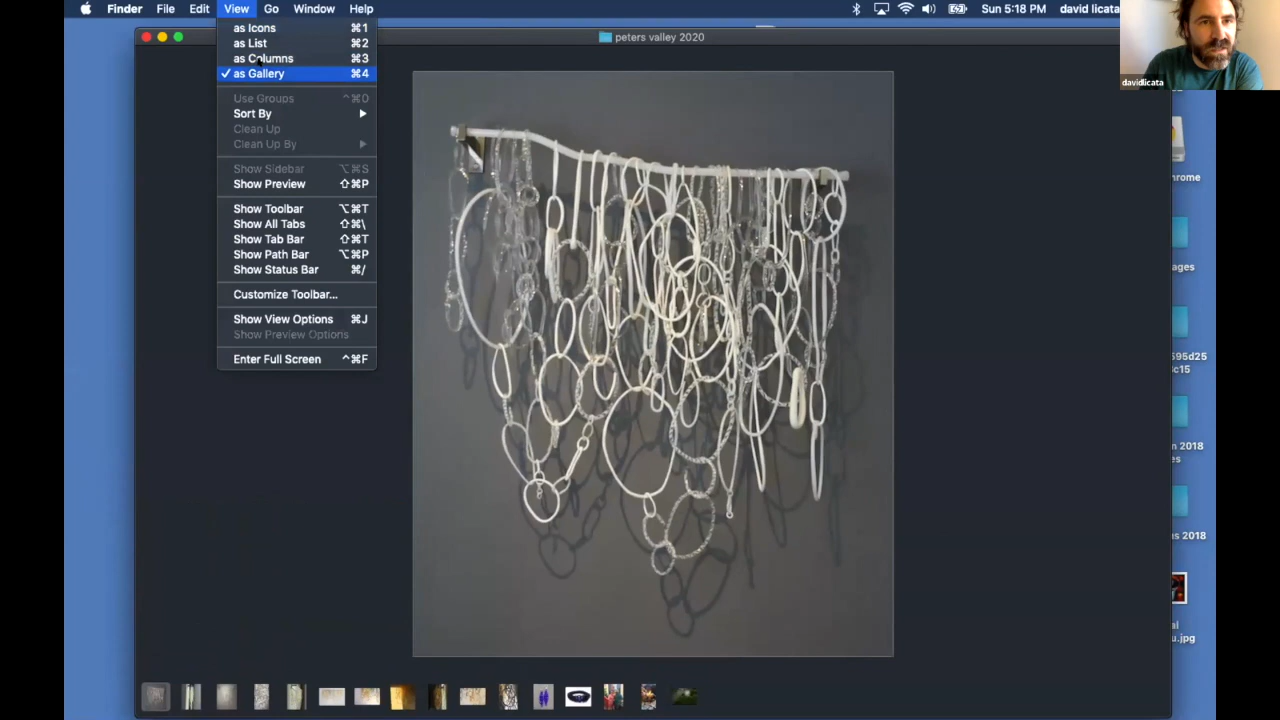 Finder File Edit View Go Window Help Sun 5:18 PM david licata
peters valley 2020
davidlicata
as Icons ⌘1
as List ⌘2
as Columns ⌘3
✓ as Gallery ⌘4
Use Groups ^⌘0
Sort By ▶
Clean Up
Clean Up By ▶
Show Sidebar ⌥⌘S
Show Preview ⇧⌘P
Show Toolbar ⌥⌘T
Show All Tabs ⇧⌘\
Show Tab Bar ⇧⌘T
Show Path Bar ⌥⌘P
Show Status Bar ⌘/
Customize Toolbar...
Show View Options ⌘J
Show Preview Options
Enter Full Screen ^⌘F
hrome
ages
595d25
c15
n 2018
es
us 2018
al
u.jpg